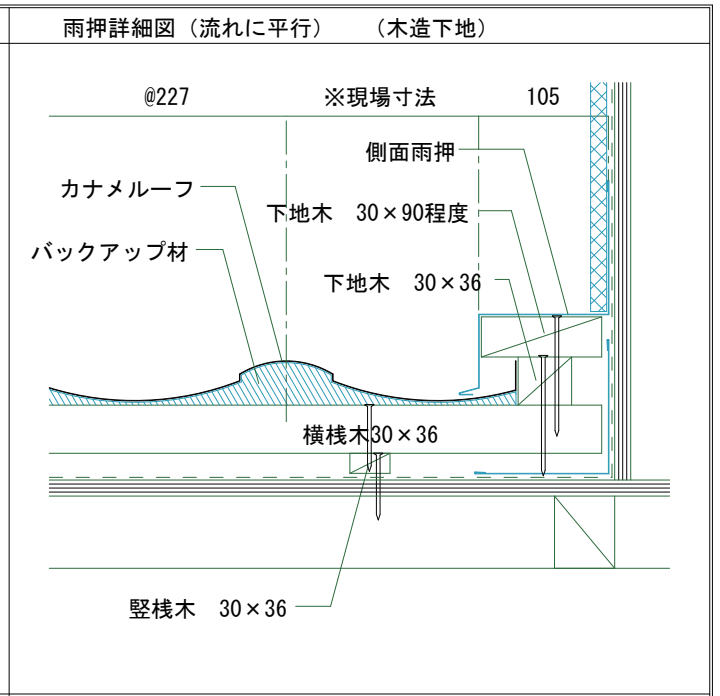 雨押詳細図（流れに平行）　　（木造下地）
@227　※現場寸法　105
側面雨押
カナメルーフ
下地木　30×90程度
バックアップ材
下地木　30×36
横桟木30×36
竪桟木　30×36